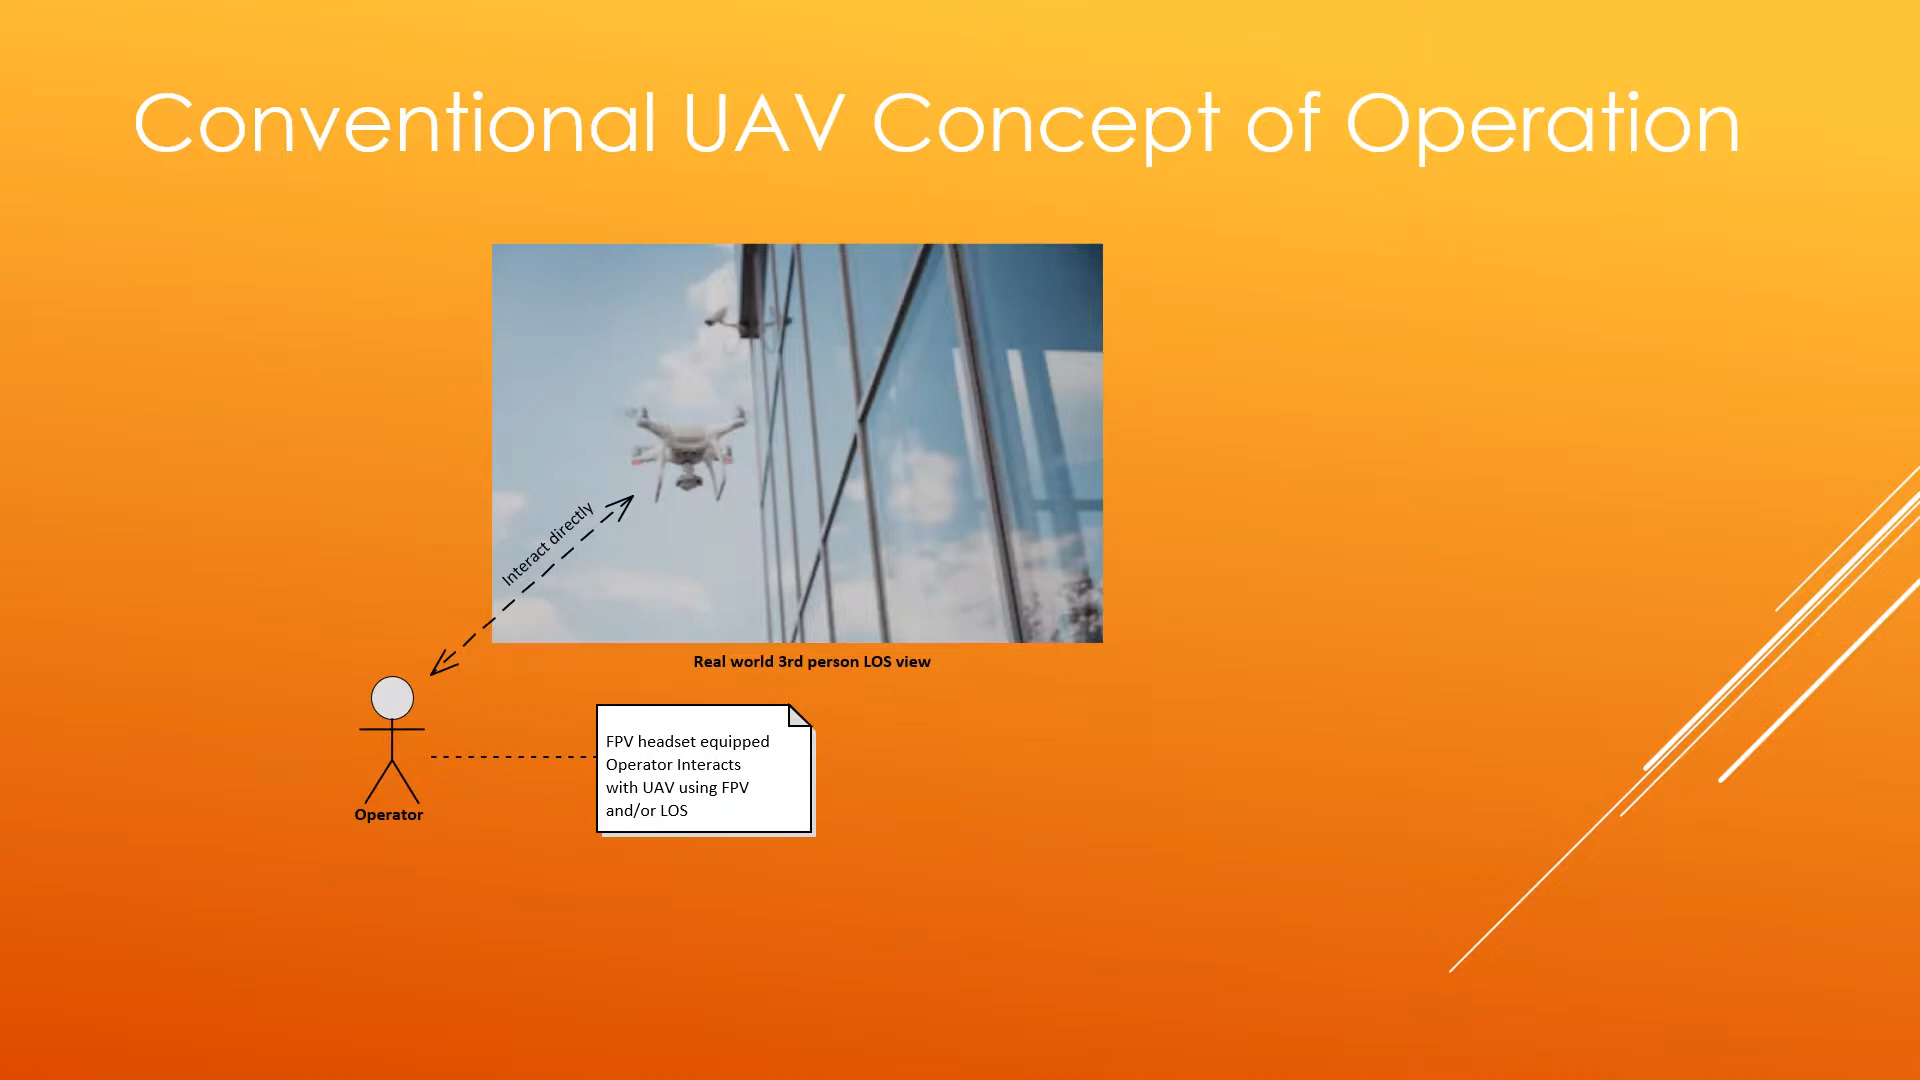 Conventional UAV Concept of Operation
Interact directly
Real world 3rd person LOS view
FPV headset equipped
Operator Interacts
with UAV using FPV
and/or LOS
Operator